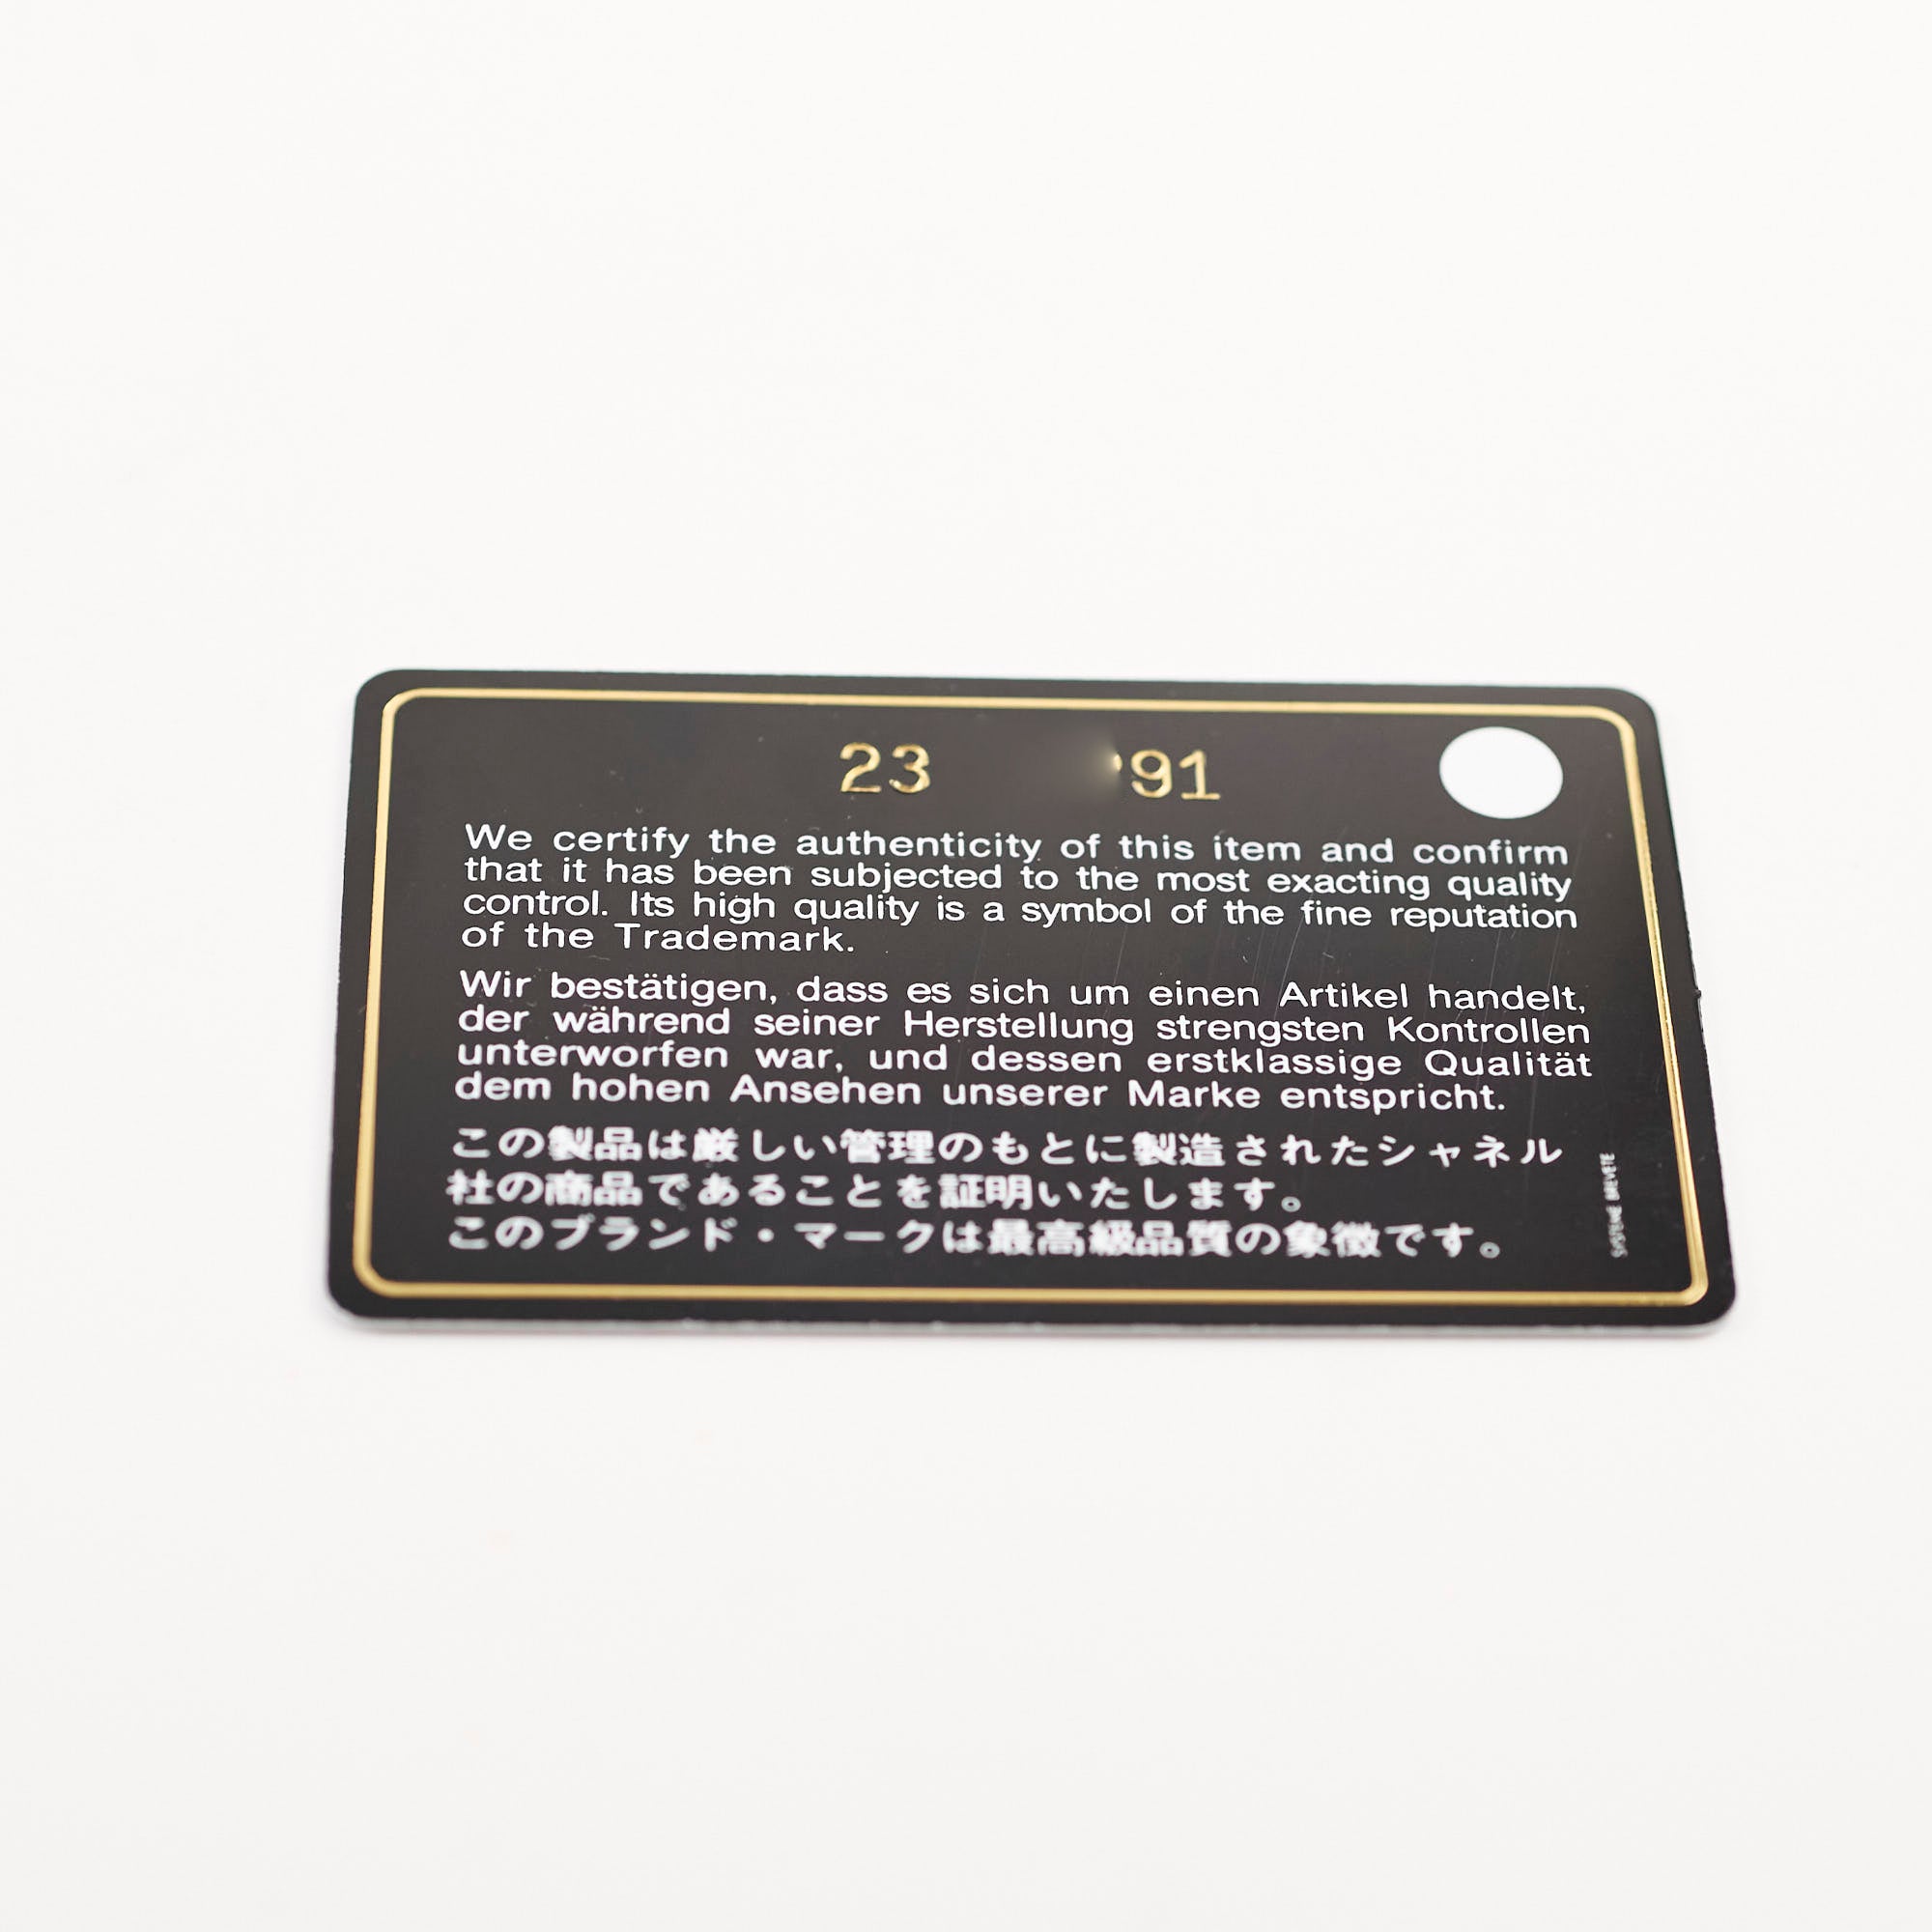 23 91
We certify the authenticity of this item and confirm
that it has been subjected to the most exacting quality
control. Its high quality is a symbol of the fine reputation
of the Trademark.
Wir bestätigen, dass es sich um einen Artikel handelt,
der während seiner Herstellung strengsten Kontrollen
unterworfen war, und dessen erstklassige Qualität
dem hohen Ansehen unserer Marke entspricht.
この製品は厳しい管理のもとに製造されたシャネル
社の商品であることを証明いたします。
このブランド・マークは最高級品質の象徴です。
SYSTEME BREVETE